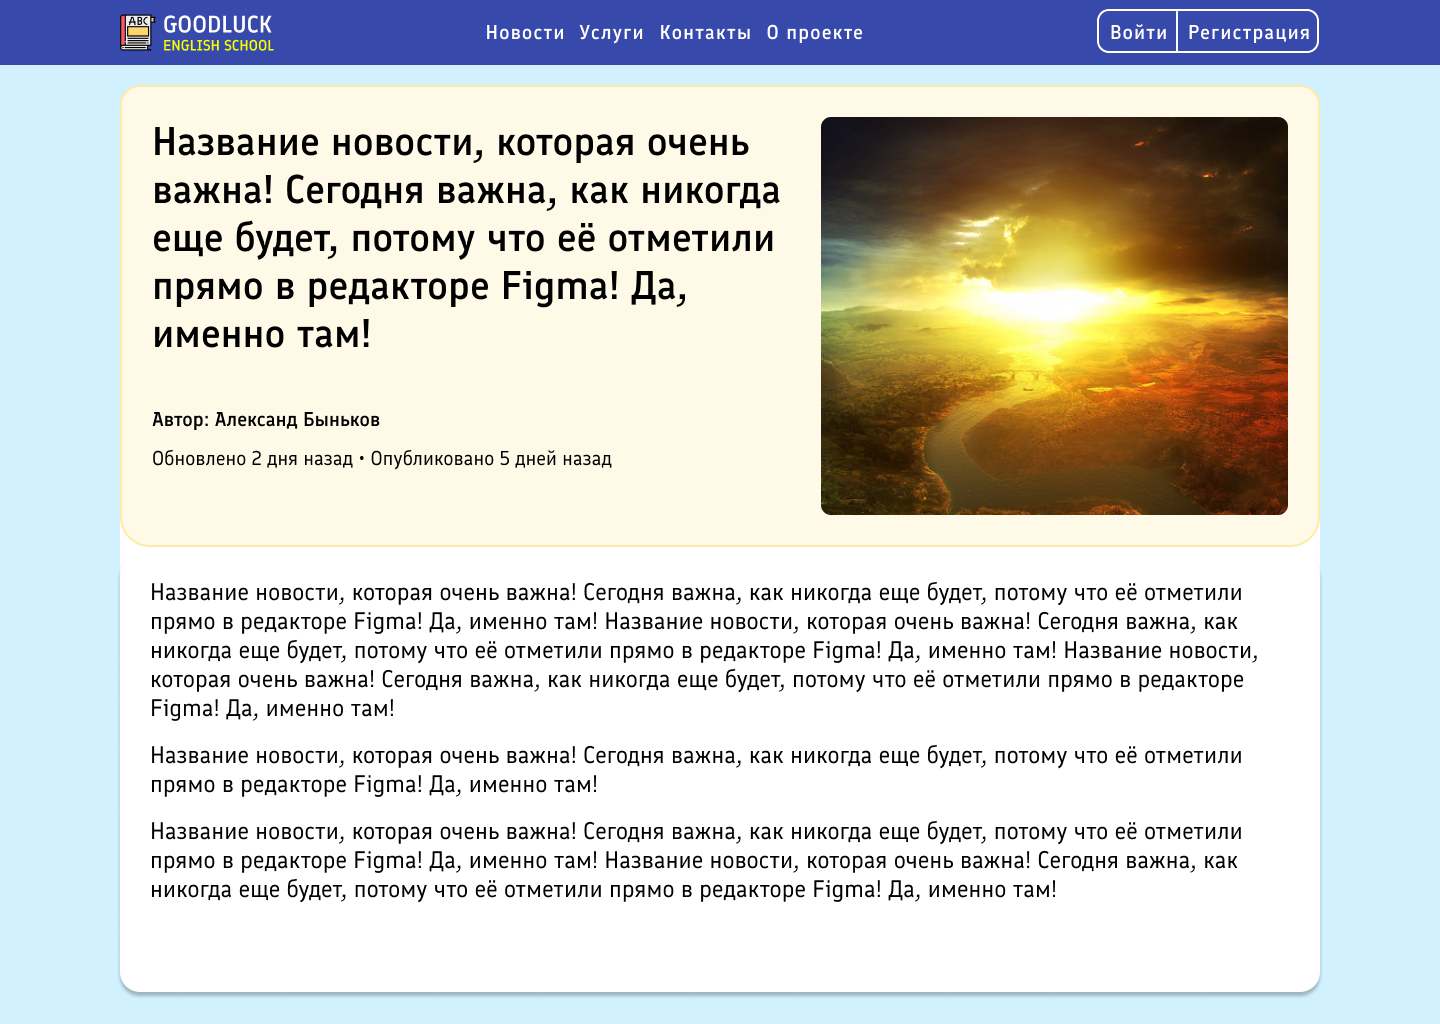 ABC
GOODLUCK
ENGLISH SCHOOL
Новости Услуги Контакты О проекте
Войти Регистрация
Название новости, которая очень
важна! Сегодня важна, как никогда
еще будет, потому что её отметили
прямо в редакторе Figma! Да,
именно там!
Автор: Александ Быньков
Обновлено 2 дня назад • Опубликовано 5 дней назад
Название новости, которая очень важна! Сегодня важна, как никогда еще будет, потому что её отметили
прямо в редакторе Figma! Да, именно там! Название новости, которая очень важна! Сегодня важна, как
никогда еще будет, потому что её отметили прямо в редакторе Figma! Да, именно там! Название новости,
которая очень важна! Сегодня важна, как никогда еще будет, потому что её отметили прямо в редакторе
Figma! Да, именно там!
Название новости, которая очень важна! Сегодня важна, как никогда еще будет, потому что её отметили
прямо в редакторе Figma! Да, именно там!
Название новости, которая очень важна! Сегодня важна, как никогда еще будет, потому что её отметили
прямо в редакторе Figma! Да, именно там! Название новости, которая очень важна! Сегодня важна, как
никогда еще будет, потому что её отметили прямо в редакторе Figma! Да, именно там!